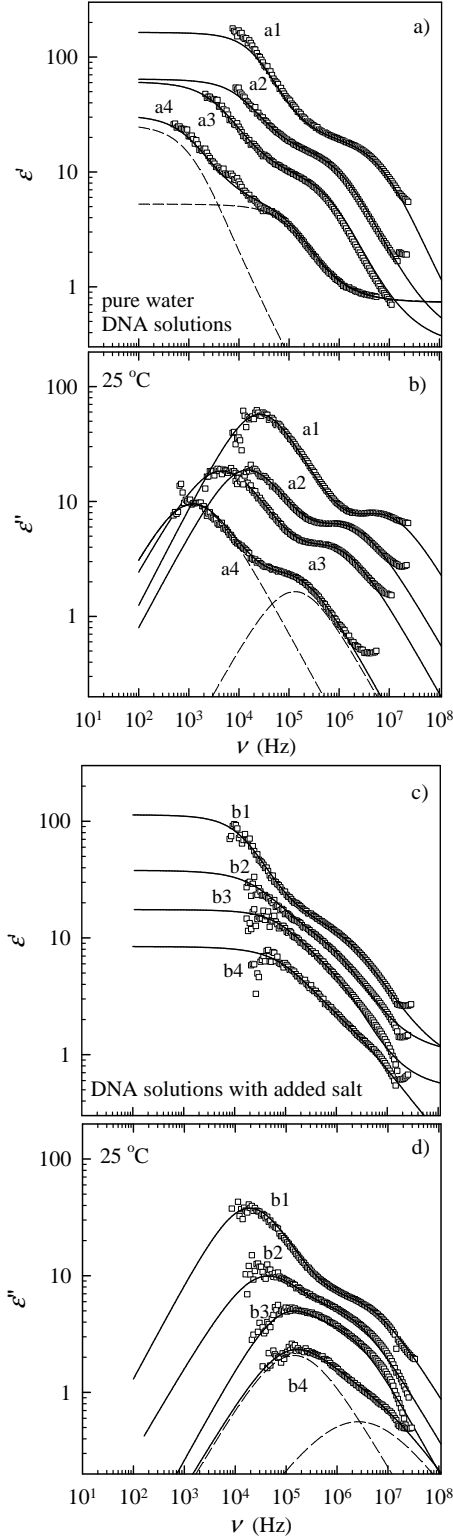 a)
a1
a2
a3
a4
100
10
1
ε'
pure water
DNA solutions
25 °C
b)
a1
a2
a3
a4
100
10
1
ε"
10¹ 10² 10³ 10⁴ 10⁵ 10⁶ 10⁷ 10⁸
ν (Hz)
c)
b1
b2
b3
b4
100
10
1
ε'
DNA solutions with added salt
25 °C
d)
b1
b2
b3
b4
100
10
1
ε"
10¹ 10² 10³ 10⁴ 10⁵ 10⁶ 10⁷ 10⁸
ν (Hz)